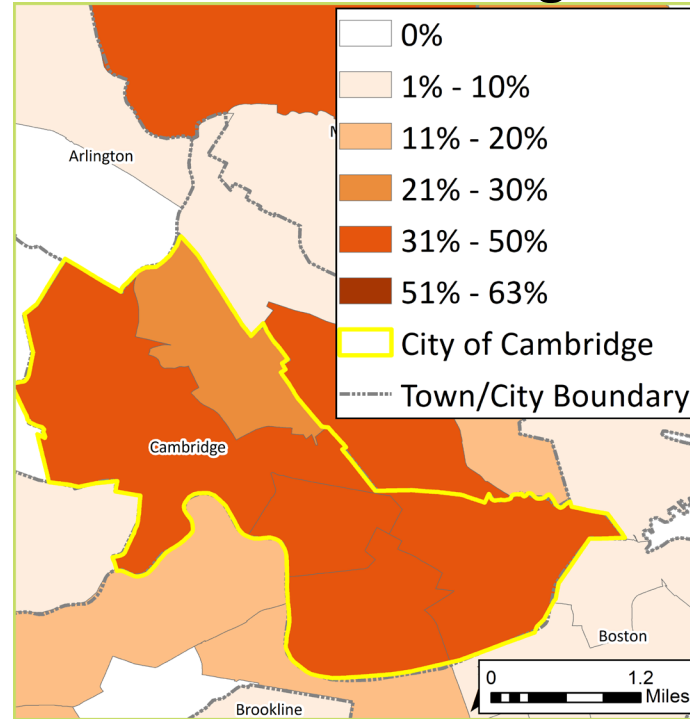 0%
1% - 10%
11% - 20%
21% - 30%
31% - 50%
51% - 63%
City of Cambridge
Town/City Boundary
Arlington
Cambridge
Boston
Brookline
0 1.2
Miles